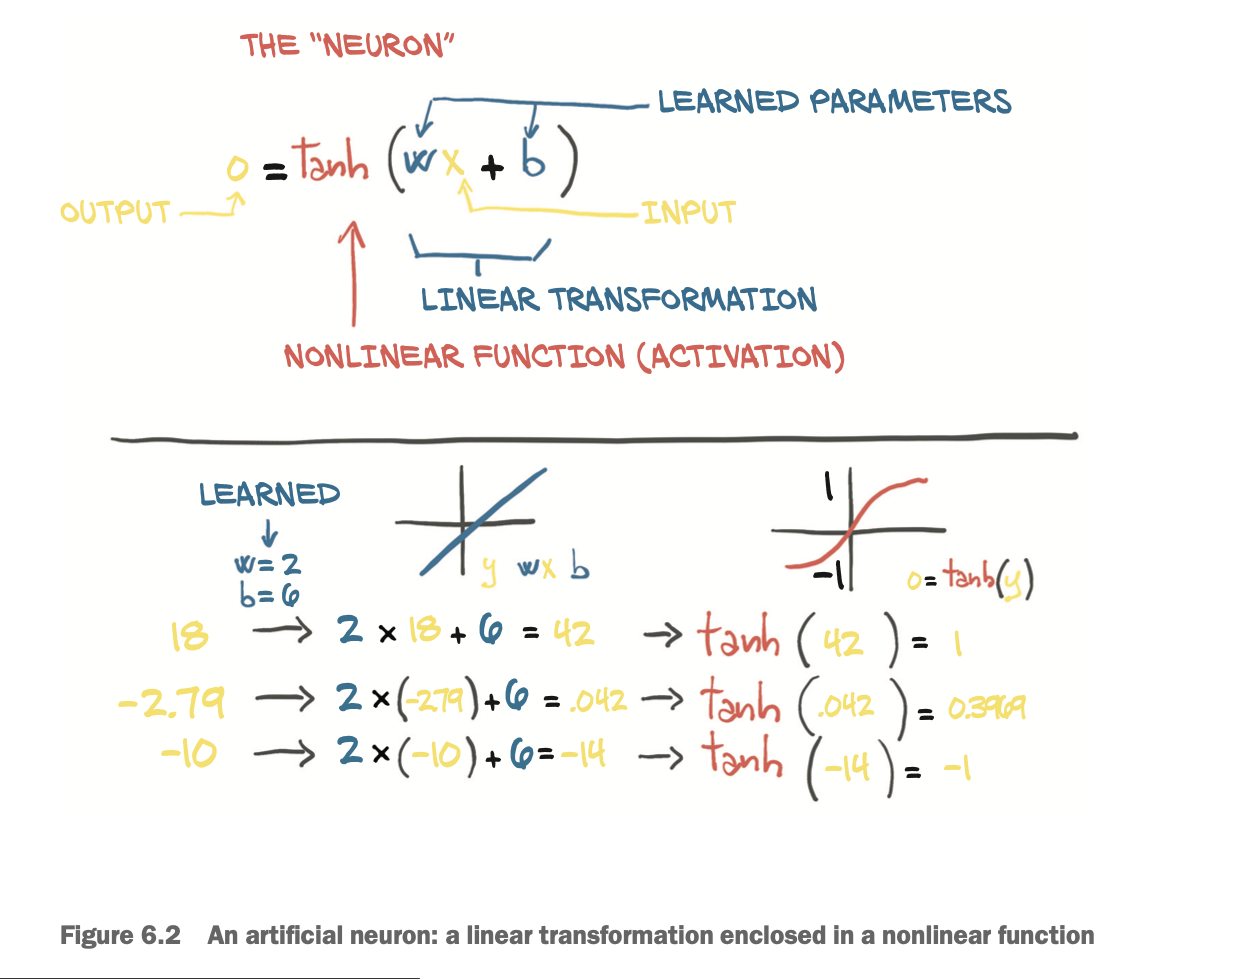 THE "NEURON"
LEARNED PARAMETERS
o = tanh (wx + b)
OUTPUT
INPUT
LINEAR TRANSFORMATION
NONLINEAR FUNCTION (ACTIVATION)
LEARNED
w=2
b=6
y wx b
1
-1
o=tanh(y)
18 → 2 × 18 + 6 = 42 → tanh ( 42 ) = 1
-2.79 → 2 ×(-2.79)+6 = .042 → tanh (.042 ) = 0.3969
-10 → 2 ×(-10)+6=-14 → tanh (-14 ) = -1
Figure 6.2 An artificial neuron: a linear transformation enclosed in a nonlinear function